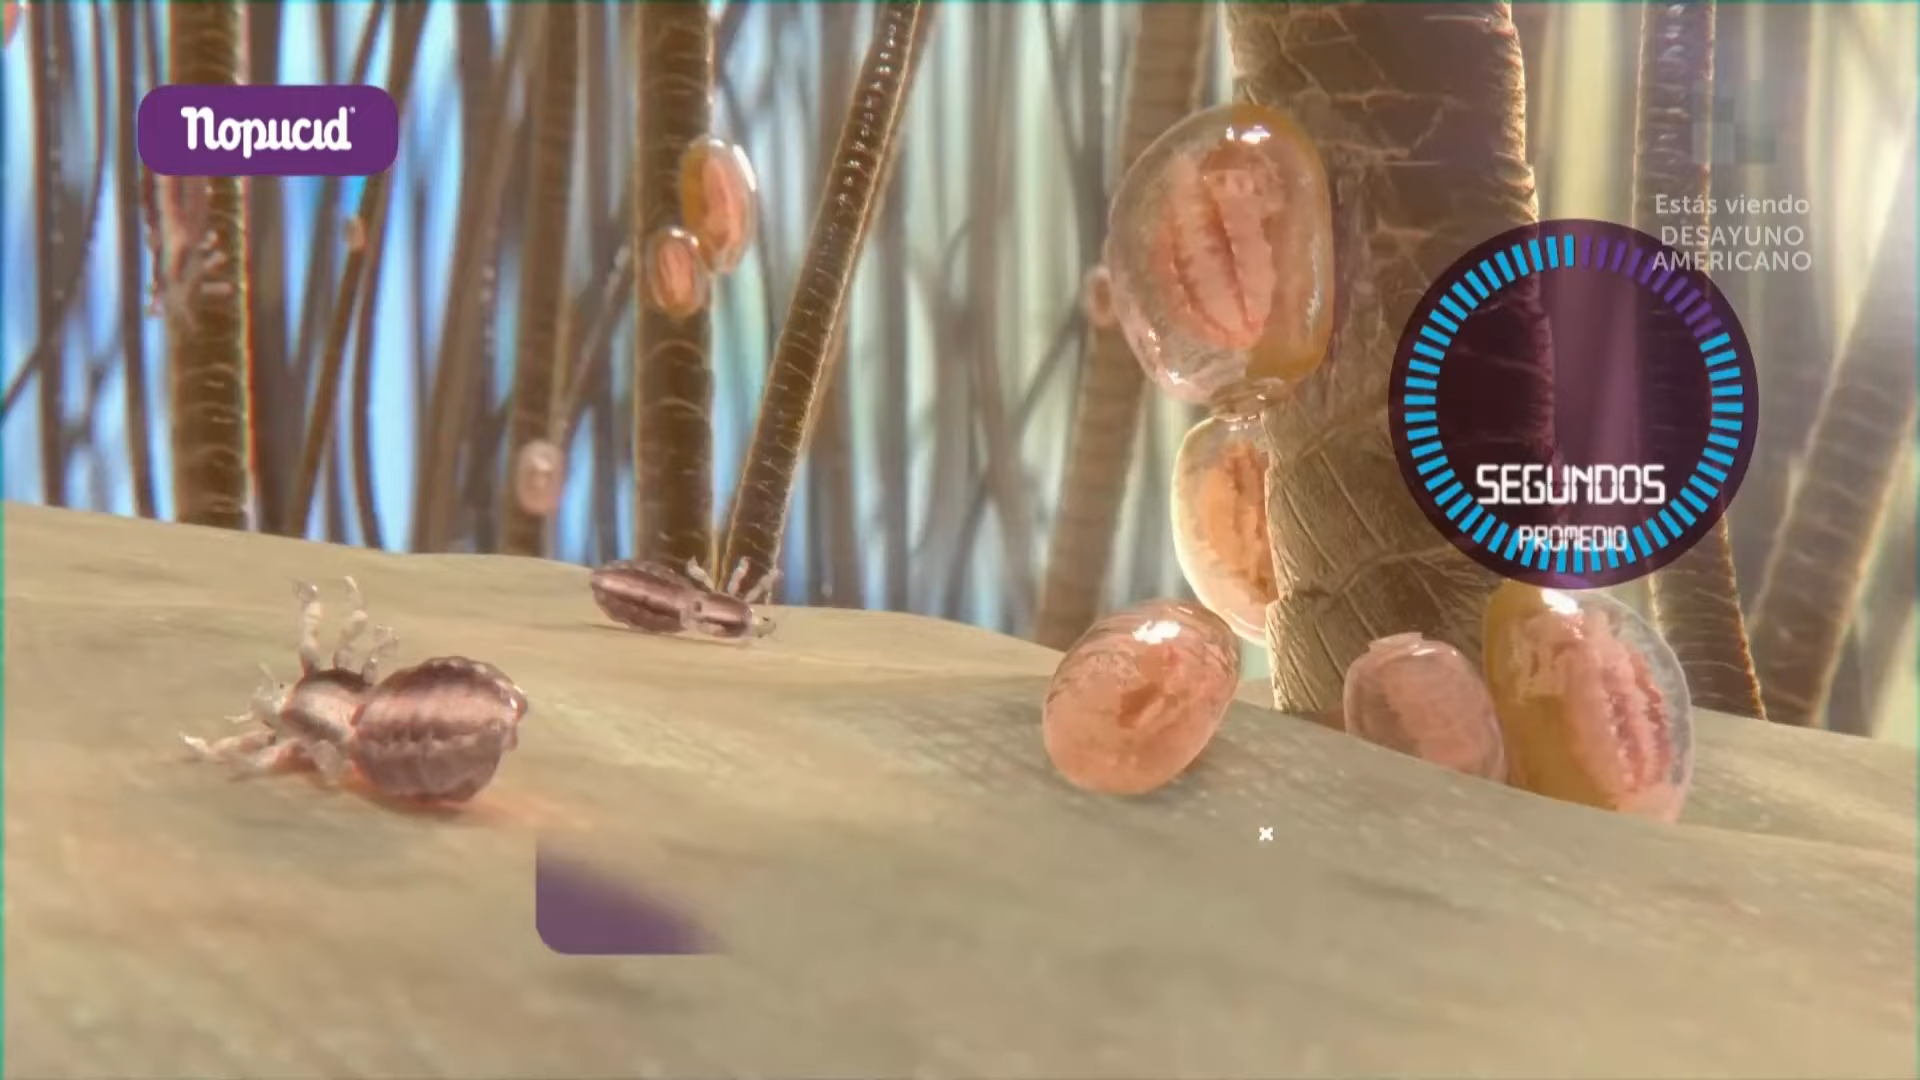 Nopucid
Estás viendo
DESAYUNO
AMERICANO
SEGUNDOS
PROMEDIO